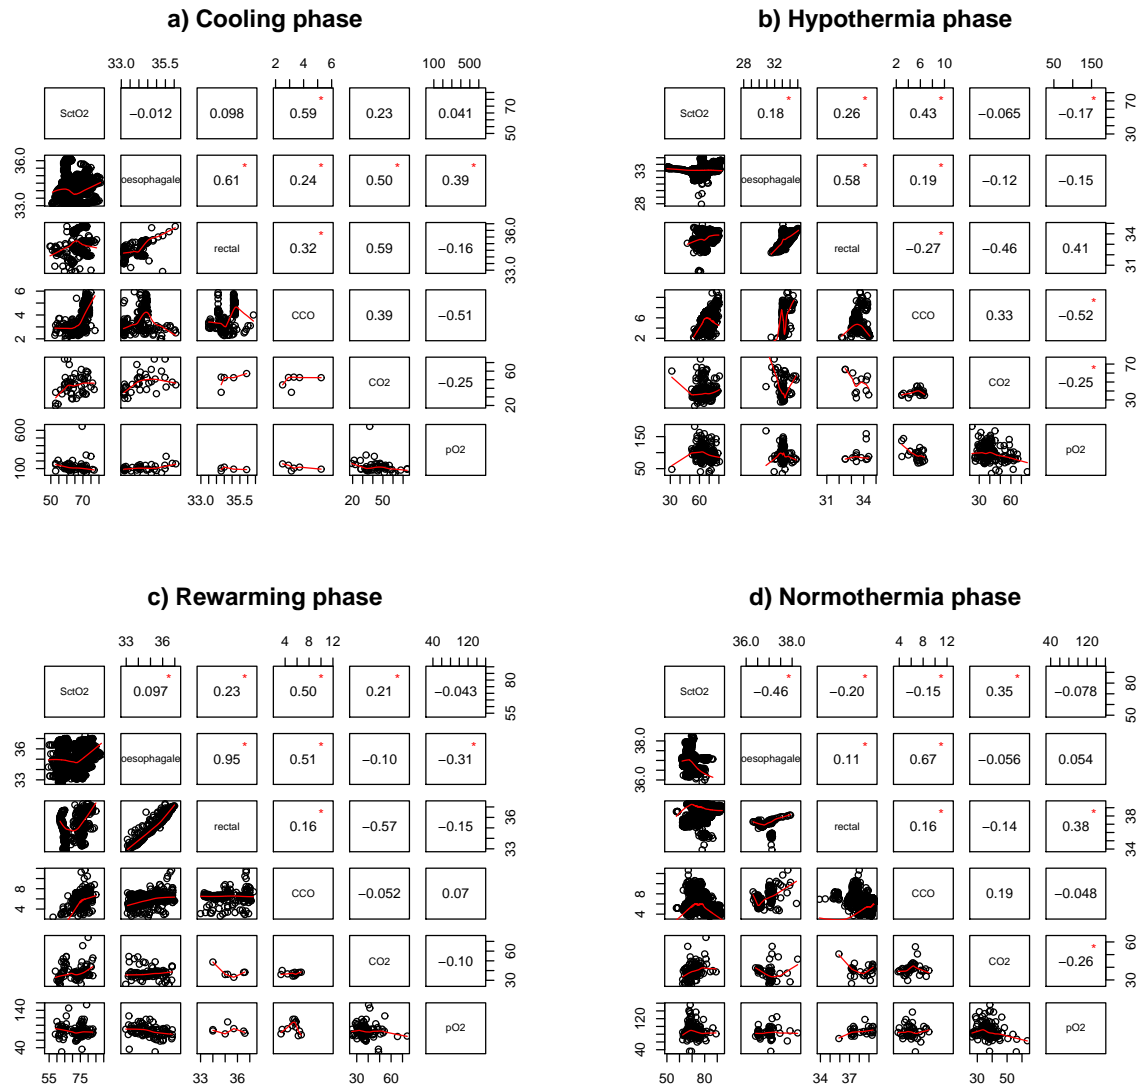 a) Cooling phase
33.0 35.5 2 4 6 100 500
SctO2 −0.012 0.098 0.59 * 0.23 0.041 50 70
33.0 36.0 oesophagale 0.61 * 0.24 * 0.50 * 0.39 *
rectal 0.32 * 0.59 −0.16 33.0 36.0
2 4 6 CCO 0.39 −0.51
CO2 −0.25 20 50
100 600 pO2
50 70 33.0 35.5 20 50
b) Hypothermia phase
28 32 2 6 10 50 150
SctO2 0.18 * 0.26 * 0.43 * −0.065 −0.17 * 30 70
28 33 oesophagale 0.58 * 0.19 * −0.12 −0.15
rectal −0.27 * −0.46 0.41 31 34
2 6 CCO 0.33 −0.52 *
CO2 −0.25 * 30 70
50 150 pO2
30 60 31 34 30 60
c) Rewarming phase
33 36 4 8 12 40 120
SctO2 0.097 * 0.23 * 0.50 * 0.21 * −0.043 55 80
33 36 oesophagale 0.95 * 0.51 * −0.10 −0.31 *
rectal 0.16 * −0.57 −0.15 33 36
4 8 CCO −0.052 0.07
CO2 −0.10 30 60
40 140 pO2
55 75 33 36 30 60
d) Normothermia phase
36.0 38.0 4 8 40 120
SctO2 −0.46 * −0.20 * −0.15 * 0.35 * −0.078 50 90
36.0 38.0 oesophagale 0.11 * 0.67 * −0.056 0.054
rectal 0.16 * −0.14 0.38 * 34 38
4 8 CCO 0.19 −0.048
CO2 −0.26 * 30 60
40 120 pO2
50 80 34 37 30 50